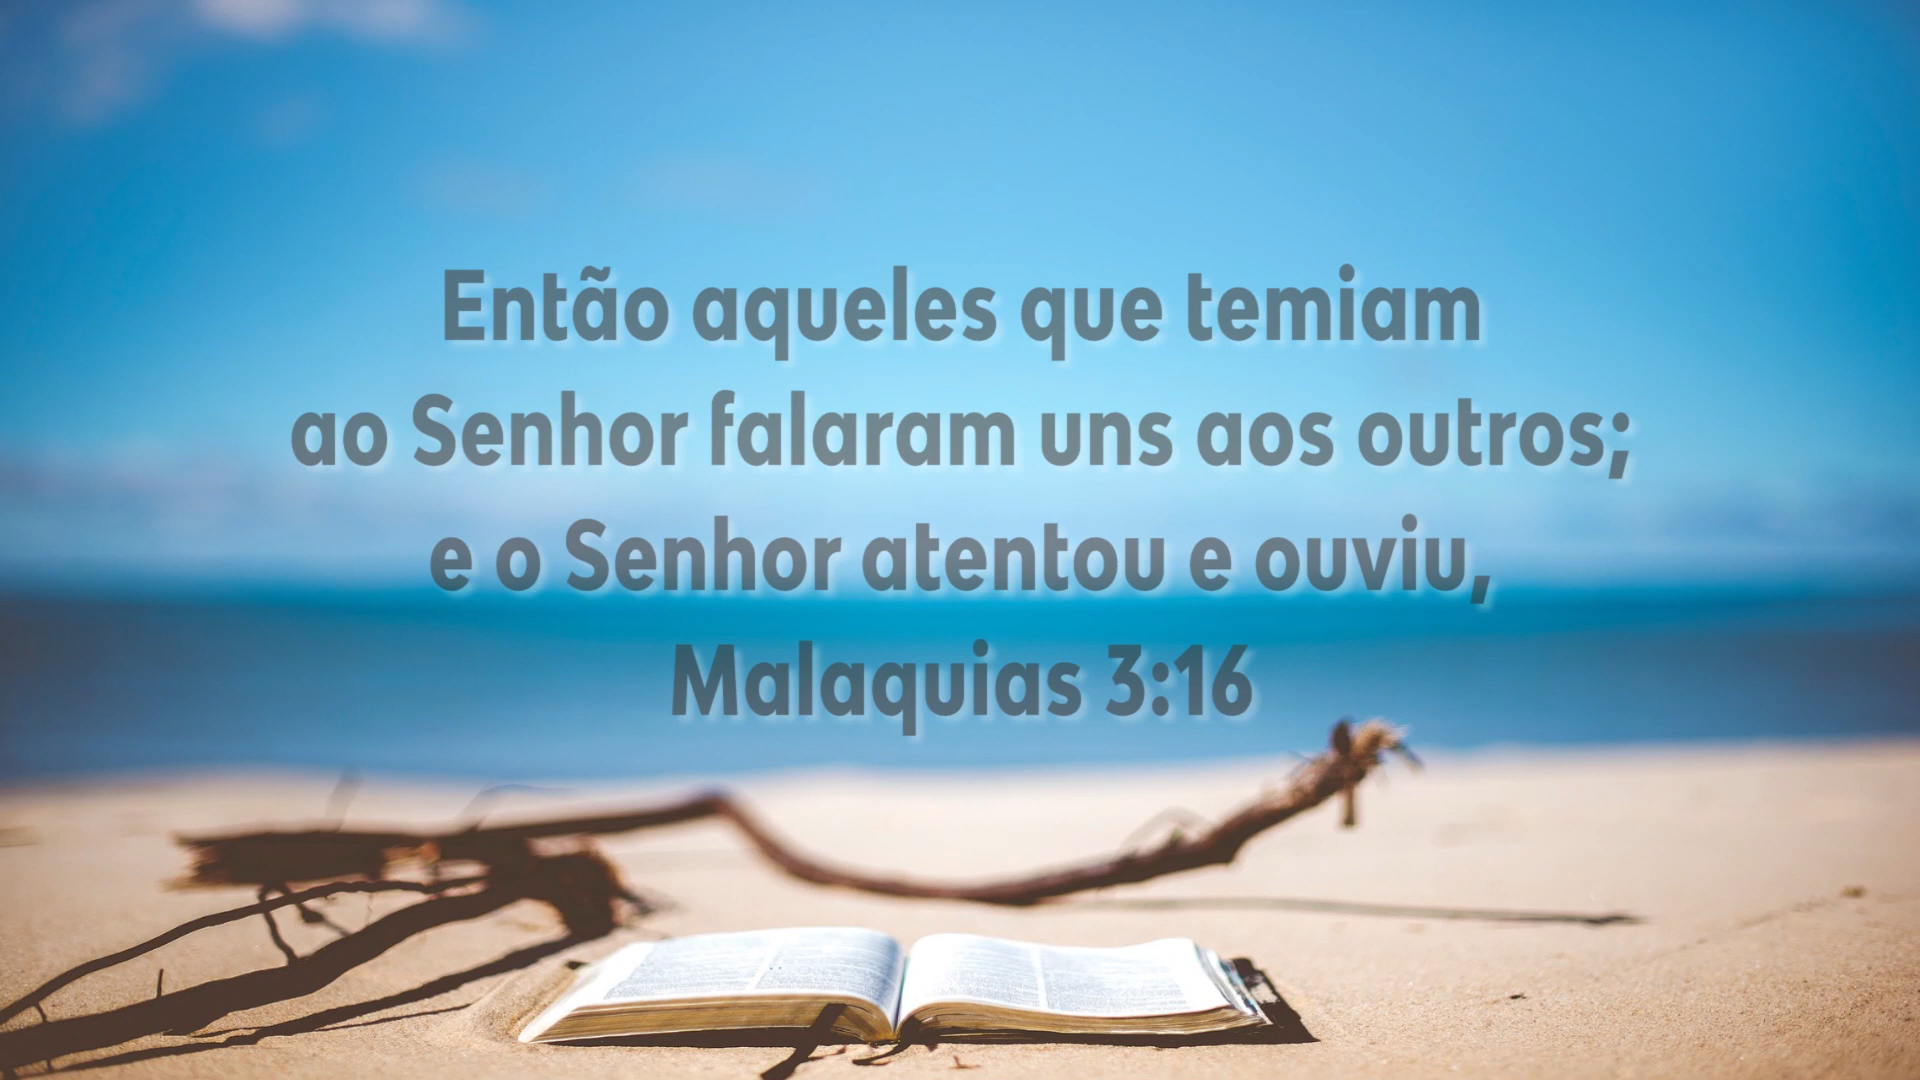 Então aqueles que temiam
ao Senhor falaram uns aos outros;
e o Senhor atentou e ouviu,
Malaquias 3:16